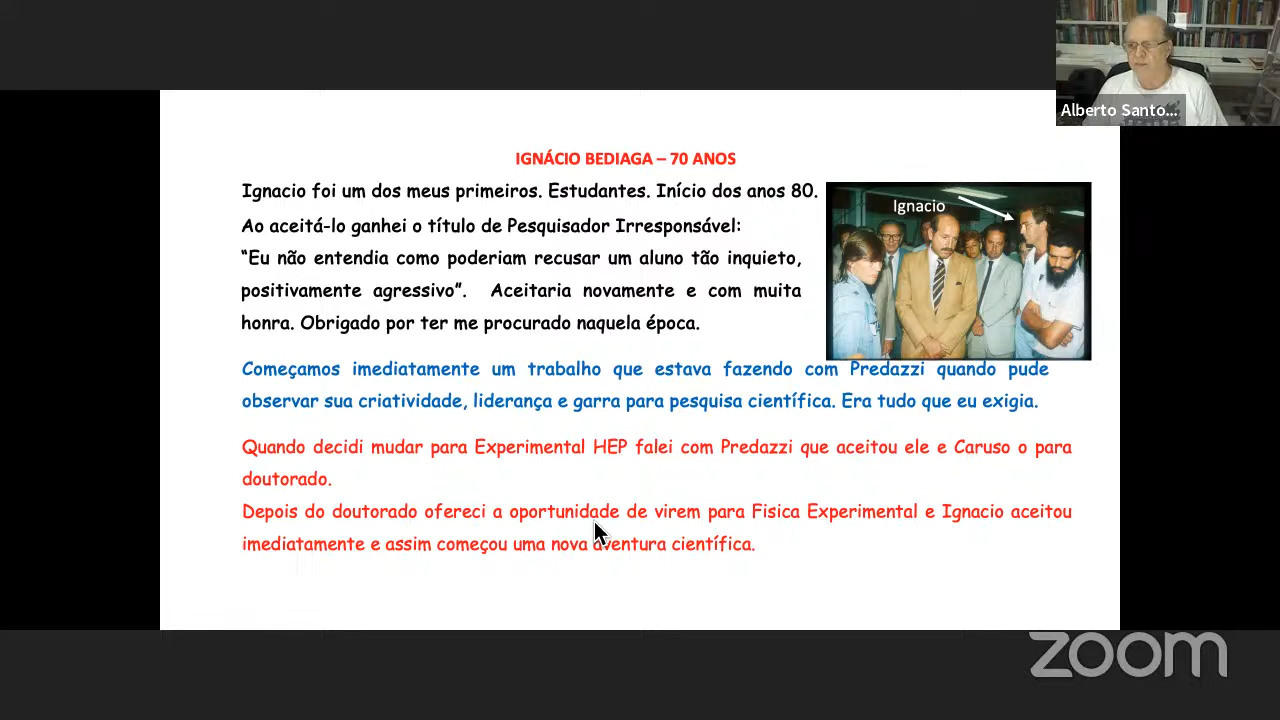 Alberto Santo...
IGNÁCIO BEDIAGA – 70 ANOS
Ignacio foi um dos meus primeiros. Estudantes. Início dos anos 80.
Ignacio
Ao aceitá-lo ganhei o título de Pesquisador Irresponsável:
“Eu não entendia como poderiam recusar um aluno tão inquieto,
positivamente agressivo”. Aceitaria novamente e com muita
honra. Obrigado por ter me procurado naquela época.
Começamos imediatamente um trabalho que estava fazendo com Predazzi quando pude
observar sua criatividade, liderança e garra para pesquisa científica. Era tudo que eu exigia.
Quando decidi mudar para Experimental HEP falei com Predazzi que aceitou ele e Caruso o para
doutorado.
Depois do doutorado ofereci a oportunidade de virem para Fisica Experimental e Ignacio aceitou
imediatamente e assim começou uma nova aventura científica.
zoom